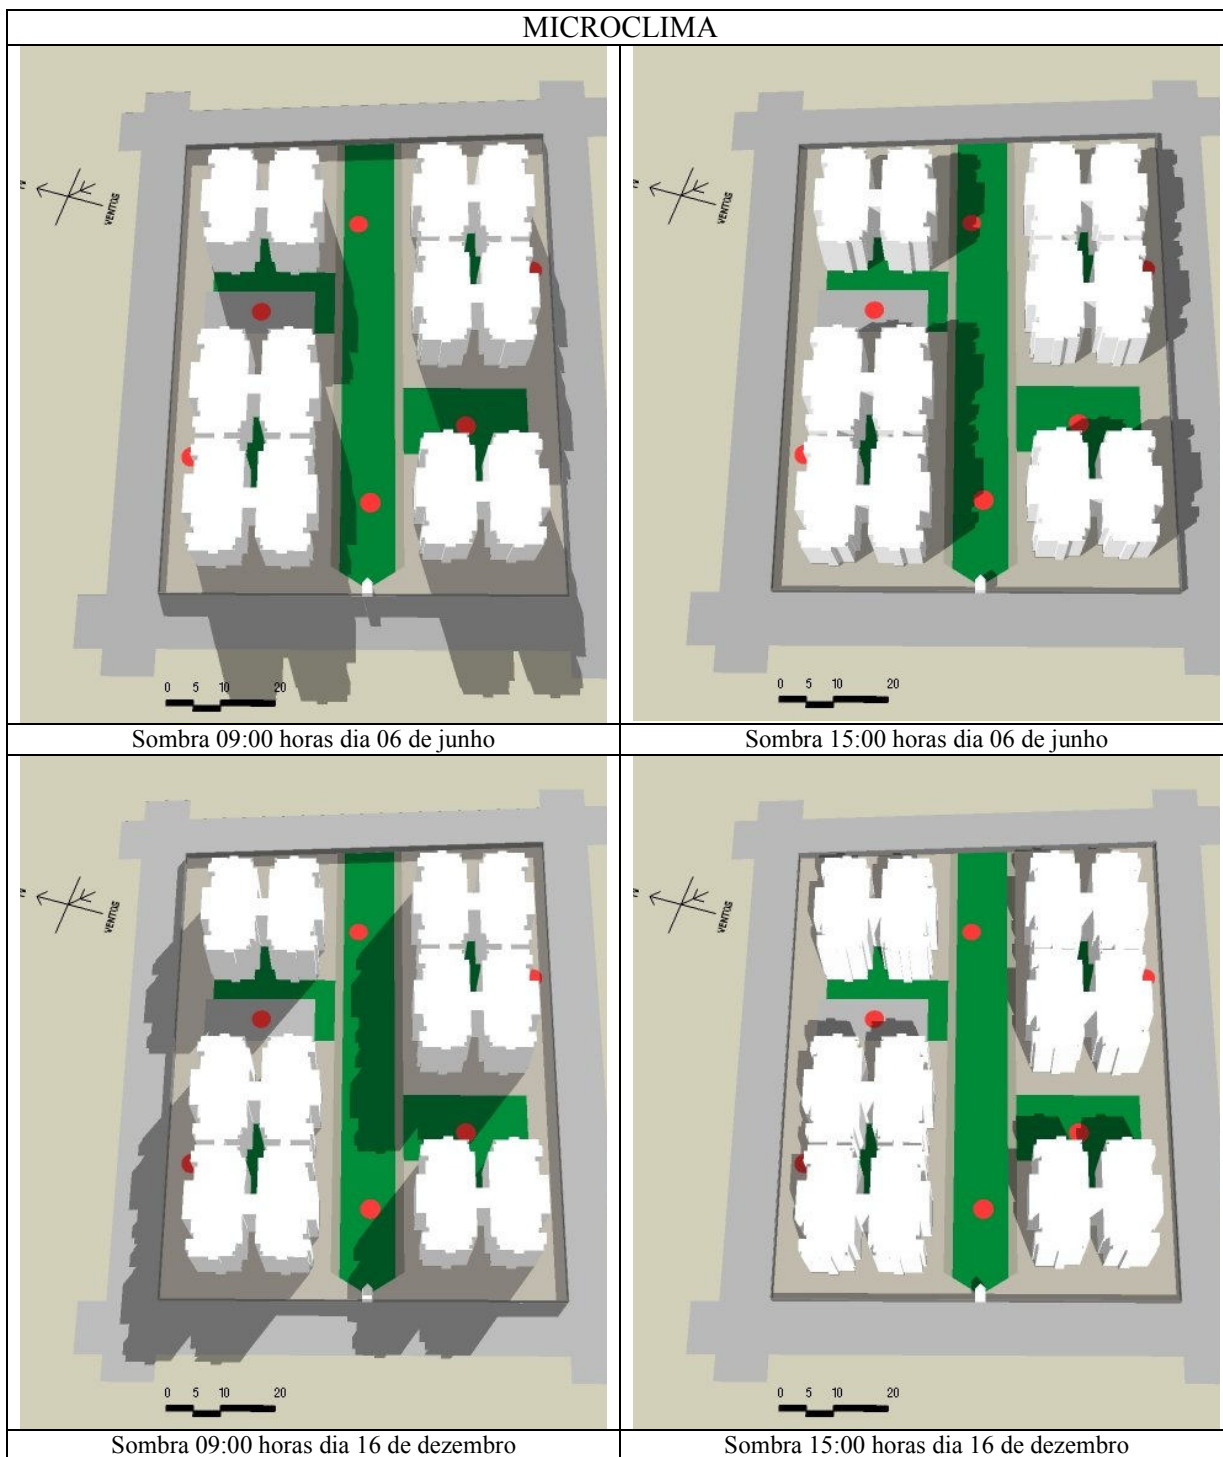 MICROCLIMA
N
VENTOS
0 5 10 20
N
VENTOS
0 5 10 20
Sombra 09:00 horas dia 06 de junho
Sombra 15:00 horas dia 06 de junho
N
VENTOS
0 5 10 20
N
VENTOS
0 5 10 20
Sombra 09:00 horas dia 16 de dezembro
Sombra 15:00 horas dia 16 de dezembro